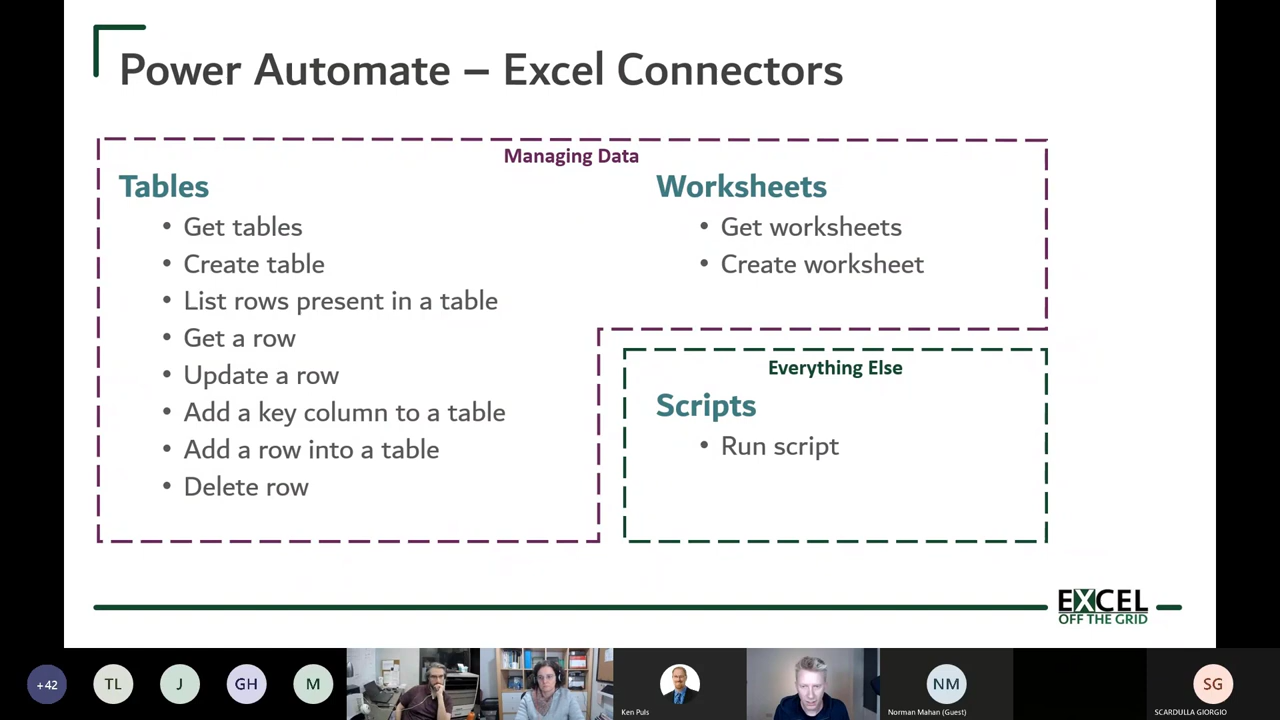 Power Automate – Excel Connectors
Managing Data
Tables
• Get tables
• Create table
• List rows present in a table
• Get a row
• Update a row
• Add a key column to a table
• Add a row into a table
• Delete row
Worksheets
• Get worksheets
• Create worksheet
Everything Else
Scripts
• Run script
EXCEL
OFF THE GRID
+42
TL
J
GH
M
Ken Puls
NM
Norman Mahan (Guest)
SG
SCARDULLA GIORGIO